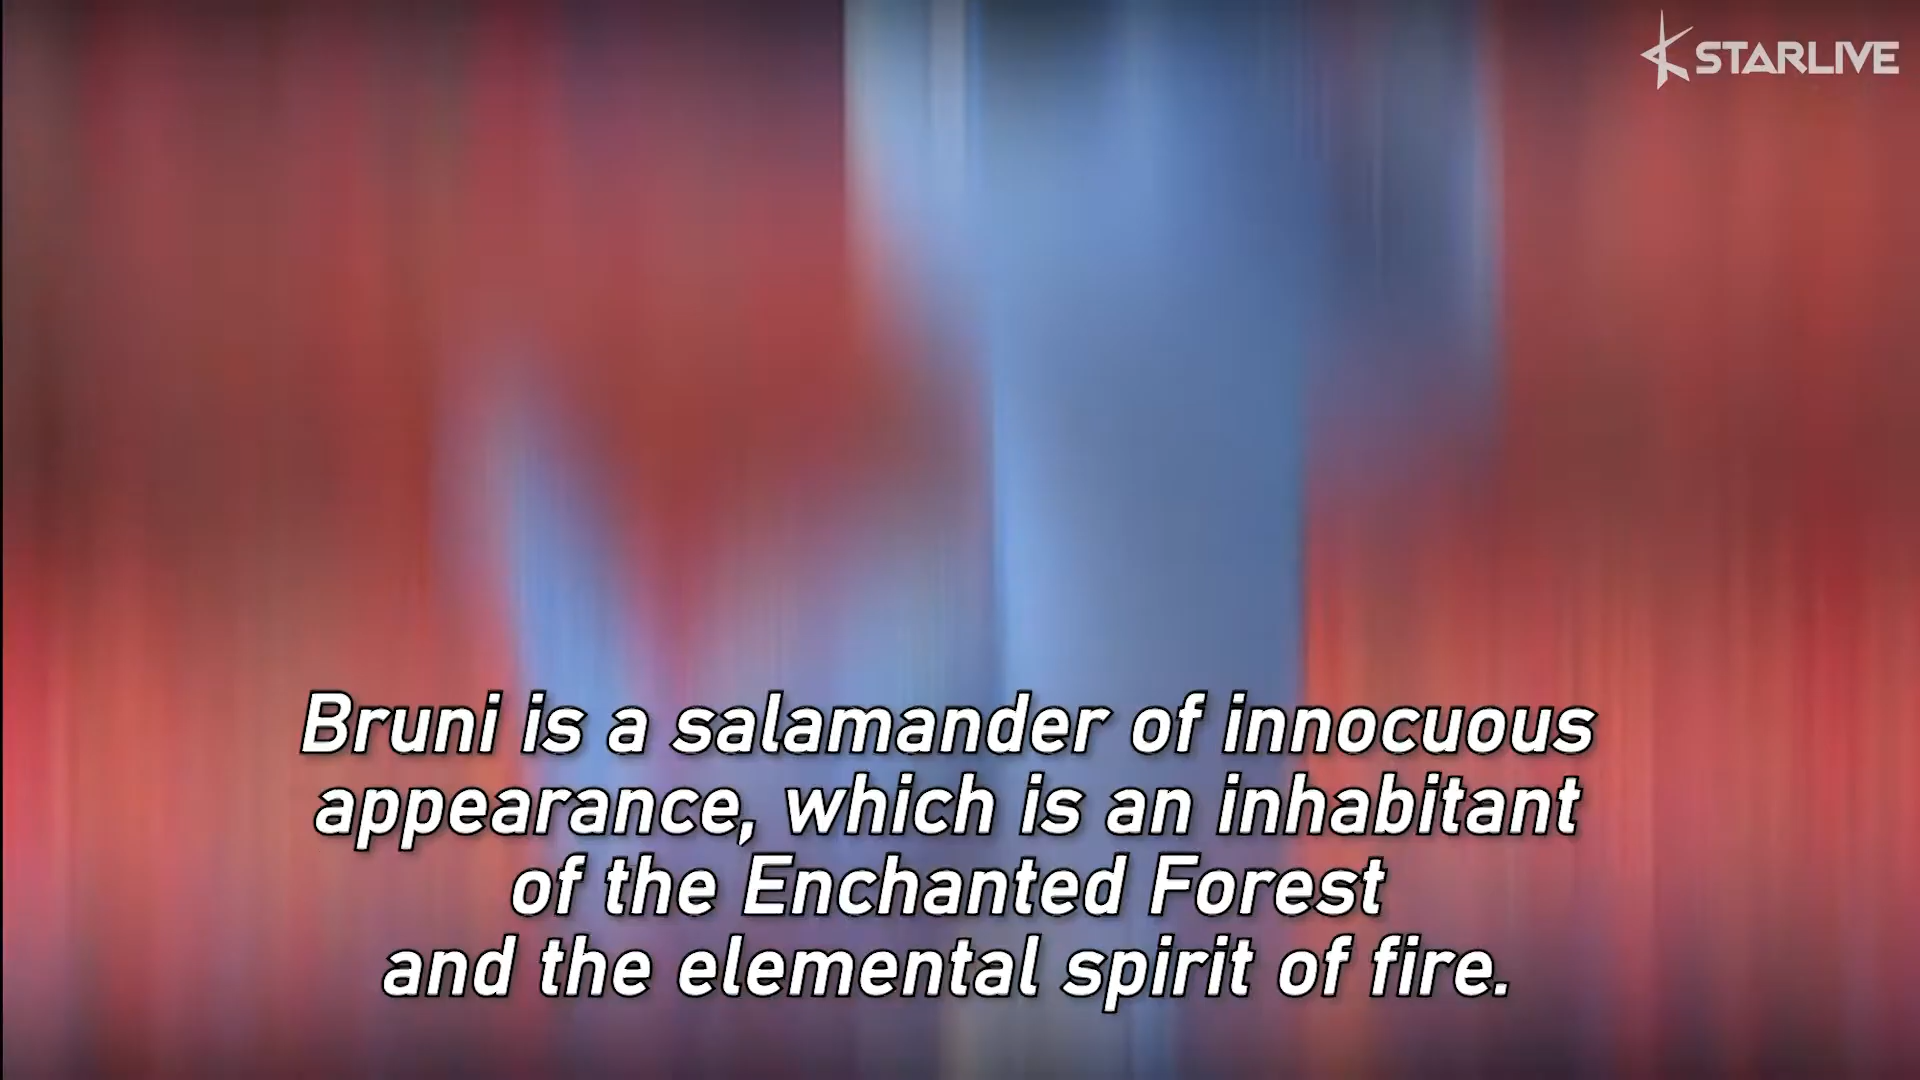 STARLIVE
Bruni is a salamander of innocuous
appearance, which is an inhabitant
of the Enchanted Forest
and the elemental spirit of fire.